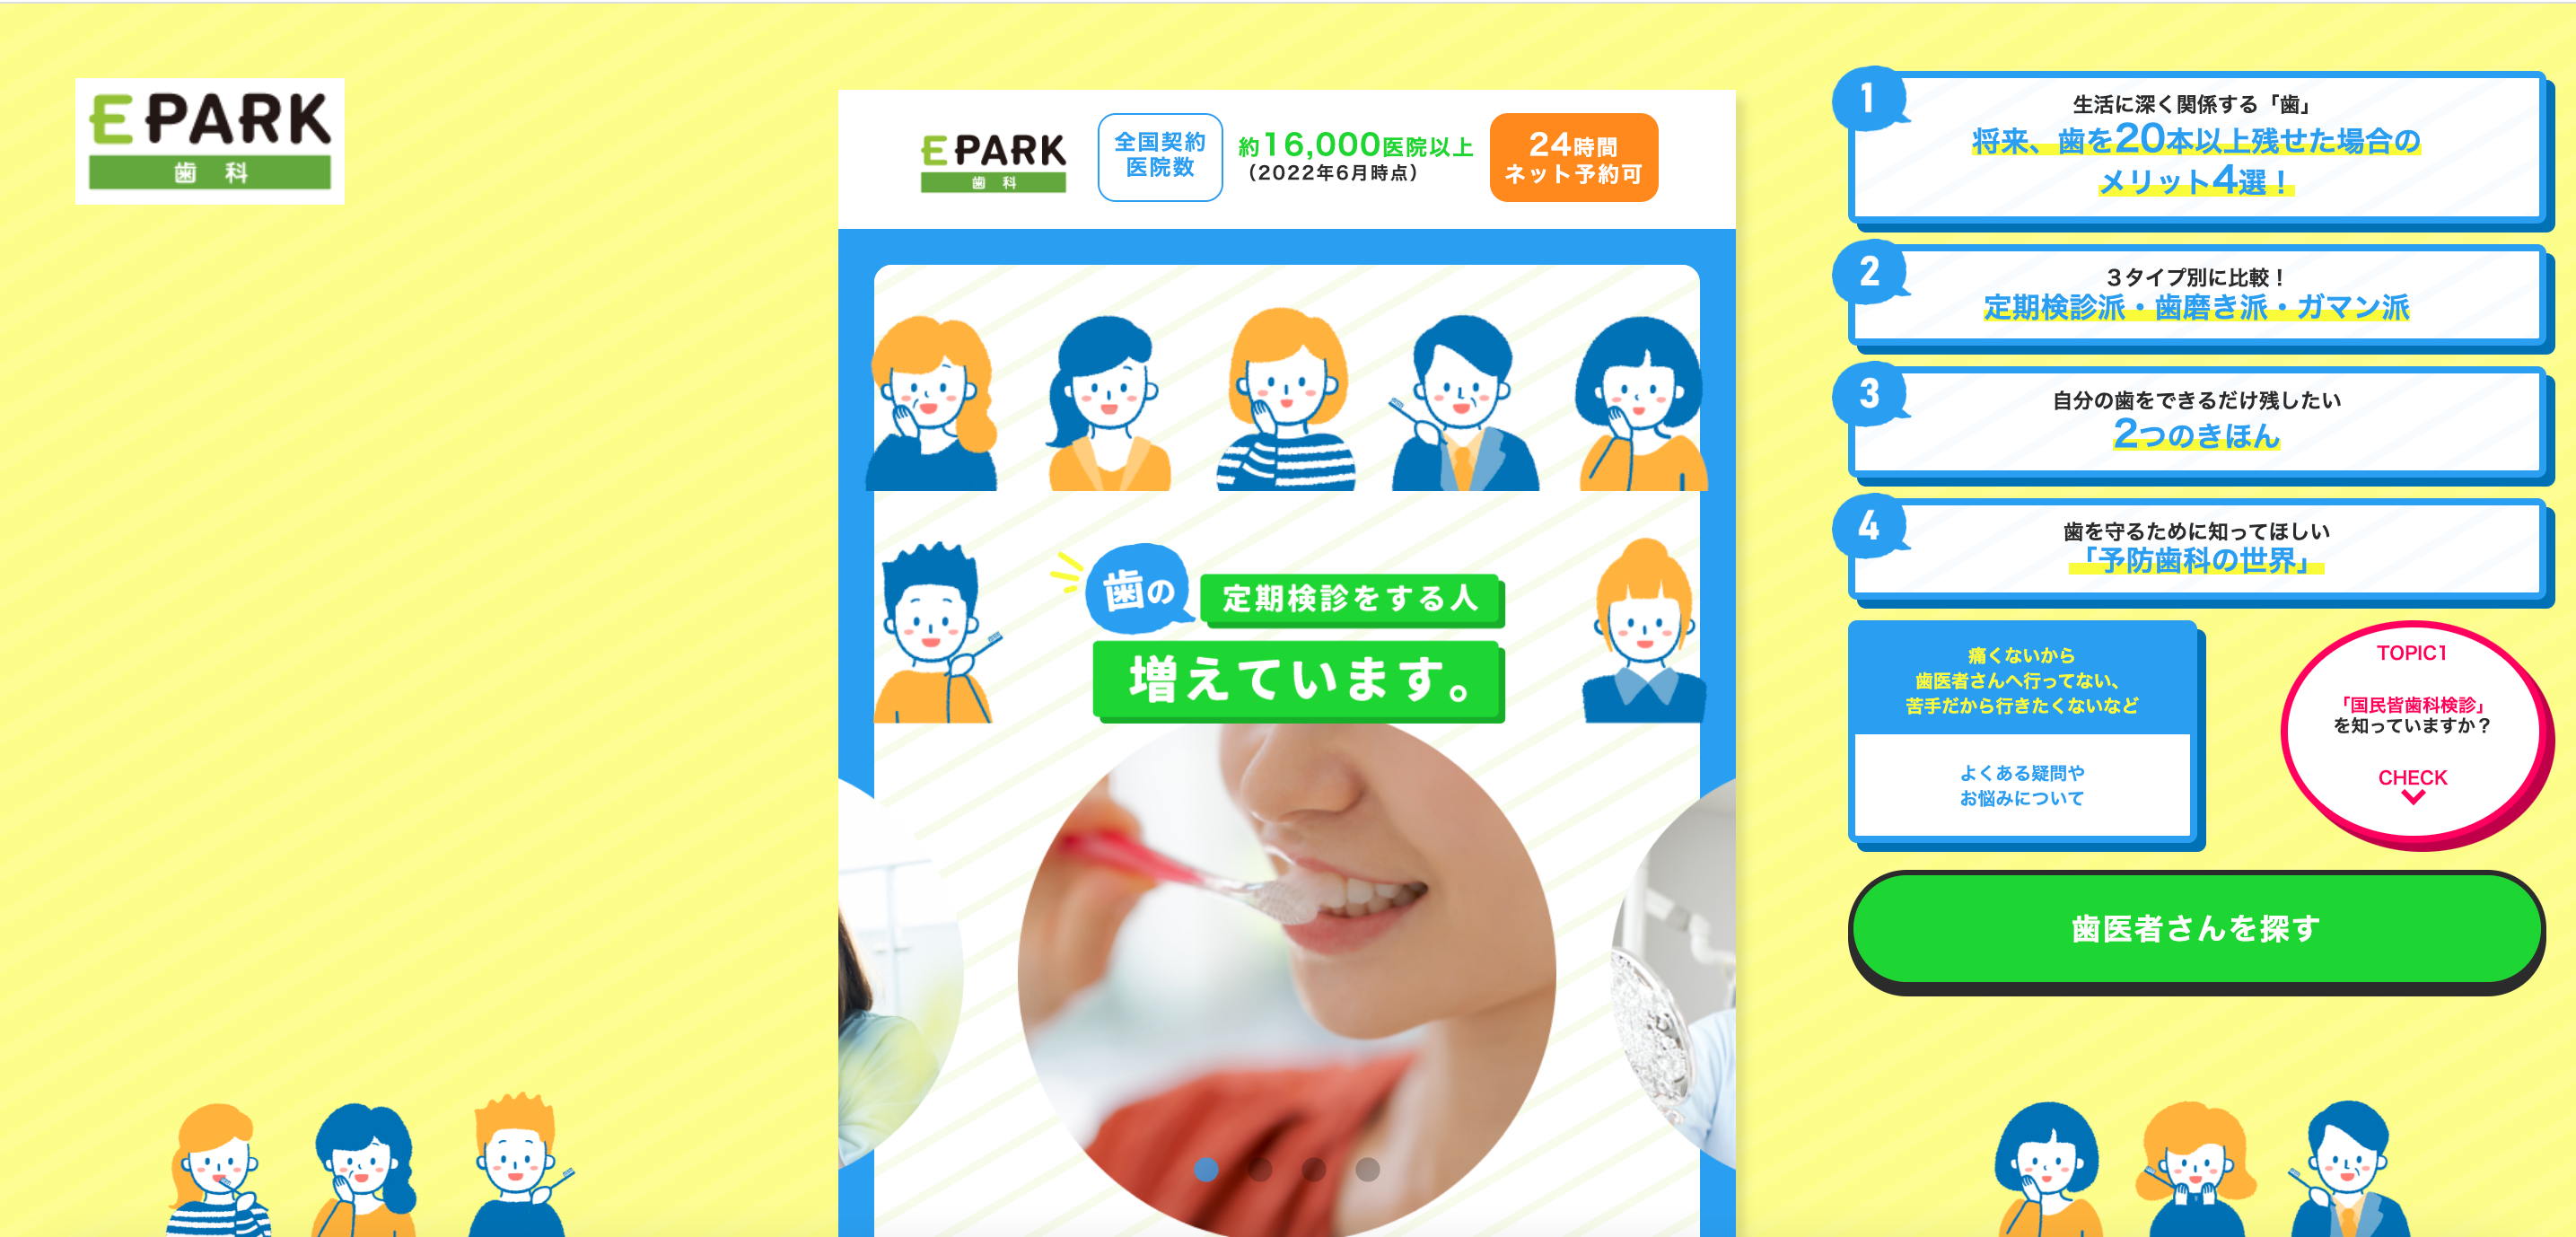 EPARK
歯 科
EPARK
歯 科
全国契約
医院数
約16,000医院以上
（2022年6月時点）
24時間
ネット予約可
歯の
定期検診をする人
増えています。
1
生活に深く関係する「歯」
将来、歯を20本以上残せた場合の
メリット4選！
2
３タイプ別に比較！
定期検診派・歯磨き派・ガマン派
3
自分の歯をできるだけ残したい
2つのきほん
4
歯を守るために知ってほしい
「予防歯科の世界」
痛くないから
歯医者さんへ行ってない、
苦手だから行きたくないなど
よくある疑問や
お悩みについて
TOPIC1
「国民皆歯科検診」
を知っていますか？
CHECK
歯医者さんを探す